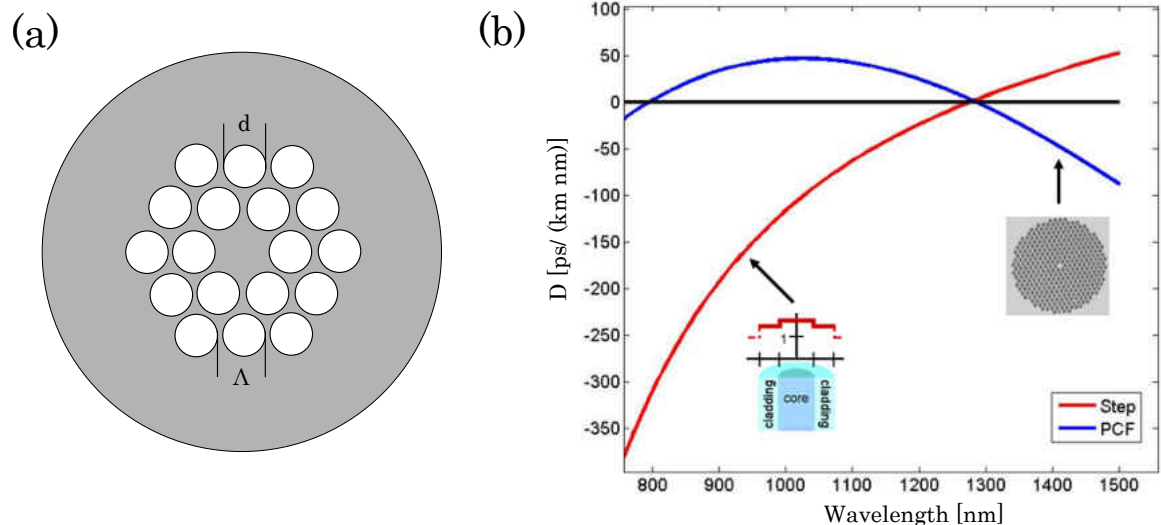 (a)
d
Λ
(b)
D [ps/ (km nm)]
100
50
0
-50
-100
-150
-200
-250
-300
-350
800 900 1000 1100 1200 1300 1400 1500
Wavelength [nm]
1
cladding
core
cladding
Step
PCF